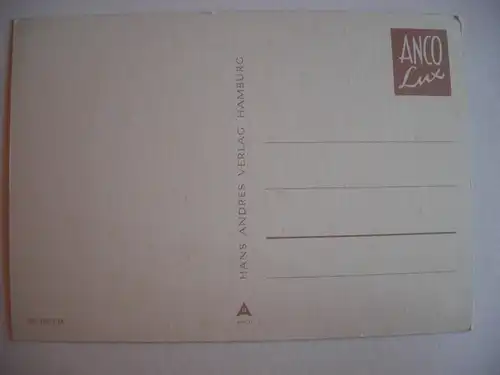 ANCO
Lux
HANS ANDRES VERLAG HAMBURG